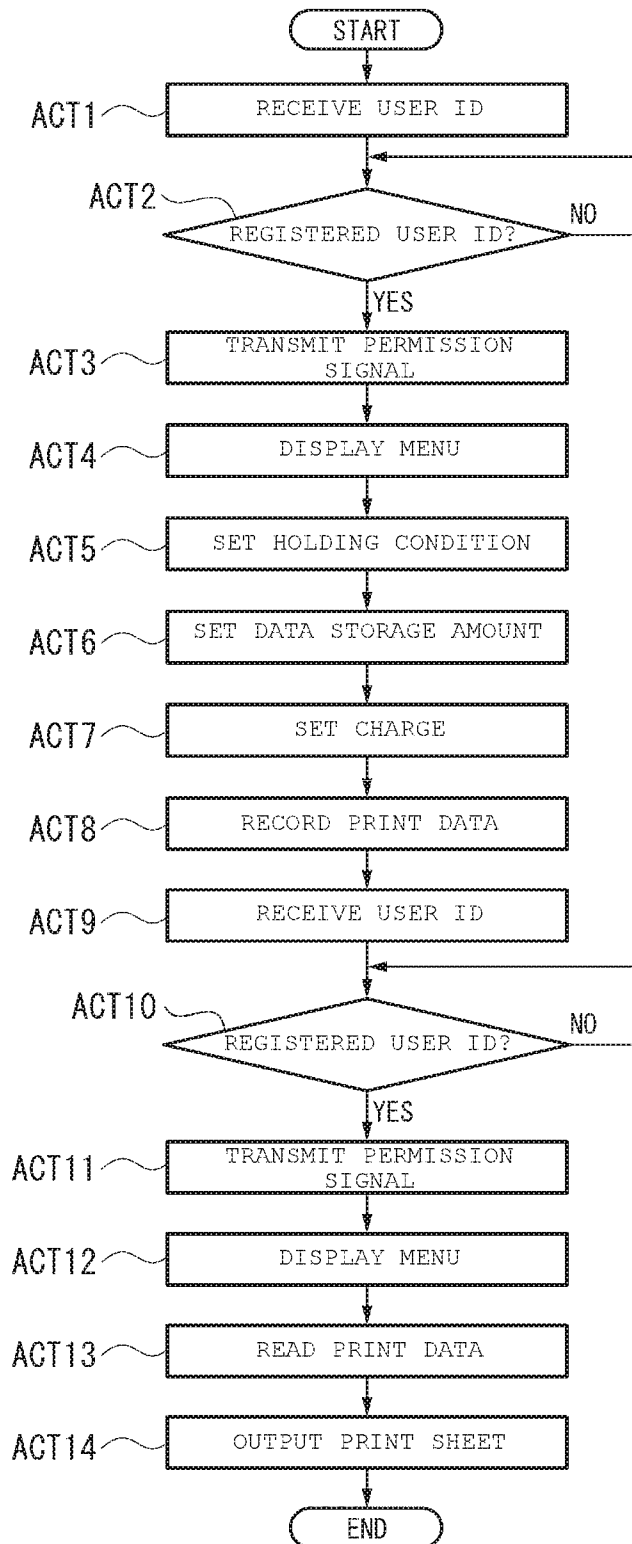 START
ACT1
RECEIVE USER ID
ACT2
REGISTERED USER ID?
NO
YES
ACT3
TRANSMIT PERMISSION
SIGNAL
ACT4
DISPLAY MENU
ACT5
SET HOLDING CONDITION
ACT6
SET DATA STORAGE AMOUNT
ACT7
SET CHARGE
ACT8
RECORD PRINT DATA
ACT9
RECEIVE USER ID
ACT10
REGISTERED USER ID?
NO
YES
ACT11
TRANSMIT PERMISSION
SIGNAL
ACT12
DISPLAY MENU
ACT13
READ PRINT DATA
ACT14
OUTPUT PRINT SHEET
END